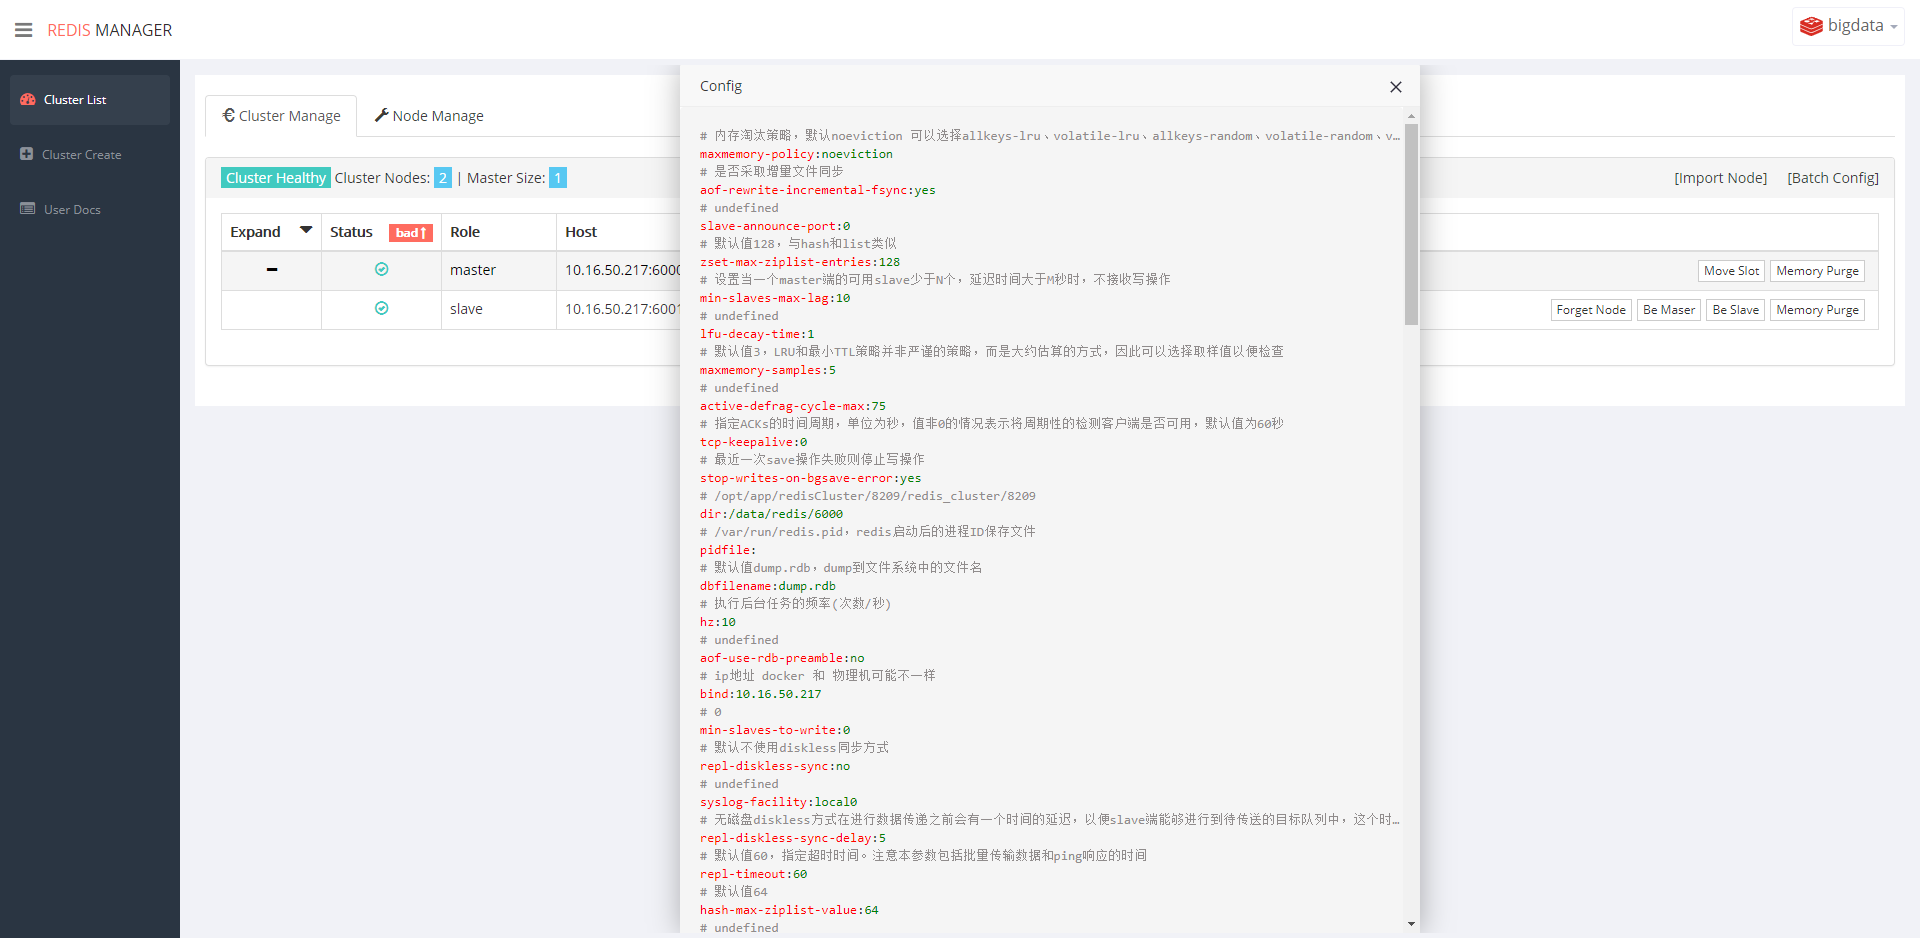 REDIS MANAGER
bigdata
Cluster List
Cluster Create
User Docs
Cluster Manage
Node Manage
Cluster Healthy Cluster Nodes: 2 | Master Size: 1
[Import Node] [Batch Config]
Expand Status bad Role Host
master 10.16.50.217:6000
Move Slot Memory Purge
slave 10.16.50.217:6001
Forget Node Be Maser Be Slave Memory Purge
Config
# 内存淘汰策略，默认noeviction 可以选择allkeys-lru、volatile-lru、allkeys-random、volatile-random、v...
maxmemory-policy:noeviction
# 是否采取增量文件同步
aof-rewrite-incremental-fsync:yes
# undefined
slave-announce-port:0
# 默认值128，与hash和list类似
zset-max-ziplist-entries:128
# 设置当一个master端的可用slave少于N个，延迟时间大于M秒时，不接收写操作
min-slaves-max-lag:10
# undefined
lfu-decay-time:1
# 默认值3，LRU和最小TTL策略并非严谨的策略，而是大约估算的方式，因此可以选择取样值以便检查
maxmemory-samples:5
# undefined
active-defrag-cycle-max:75
# 指定ACKs的时间周期，单位为秒，值非0的情况表示将周期性的检测客户端是否可用，默认值为60秒
tcp-keepalive:0
# 最近一次save操作失败则停止写操作
stop-writes-on-bgsave-error:yes
# /opt/app/redisCluster/8209/redis_cluster/8209
dir:/data/redis/6000
# /var/run/redis.pid，redis启动后的进程ID保存文件
pidfile:
# 默认值dump.rdb，dump到文件系统中的文件名
dbfilename:dump.rdb
# 执行后台任务的频率(次数/秒)
hz:10
# undefined
aof-use-rdb-preamble:no
# ip地址 docker 和 物理机可能不一样
bind:10.16.50.217
# 0
min-slaves-to-write:0
# 默认不使用diskless同步方式
repl-diskless-sync:no
# undefined
syslog-facility:local0
# 无磁盘diskless方式在进行数据传递之前会有一个时间的延迟，以便slave端能够进行到待传送的目标队列中，这个时...
repl-diskless-sync-delay:5
# 默认值60，指定超时时间。注意本参数包括批量传输数据和ping响应的时间
repl-timeout:60
# 默认值64
hash-max-ziplist-value:64
# undefined